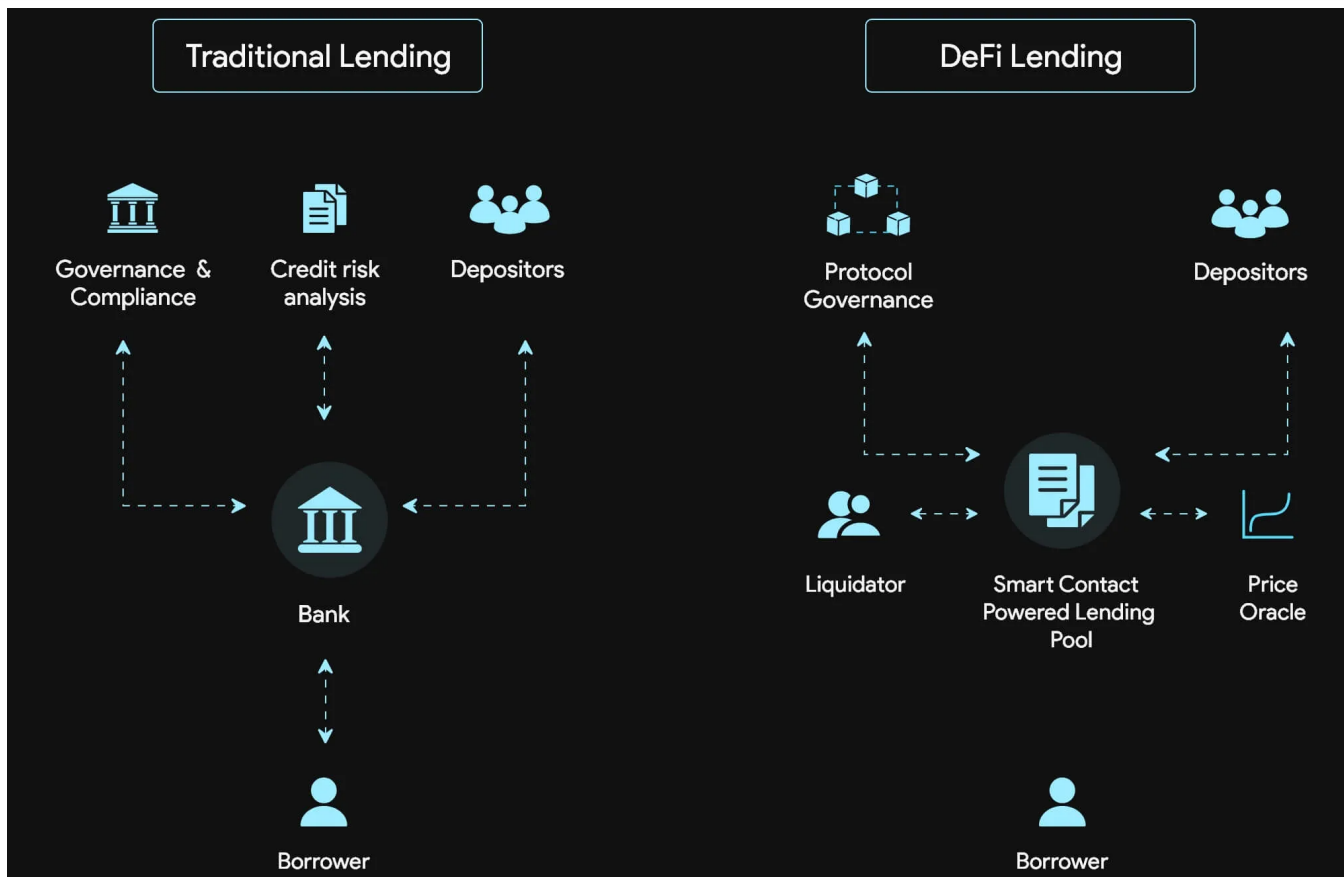 Traditional Lending
Governance &
Compliance
Credit risk
analysis
Depositors
Bank
Borrower
DeFi Lending
Protocol
Governance
Depositors
Liquidator
Smart Contact
Powered Lending
Pool
Price
Oracle
Borrower